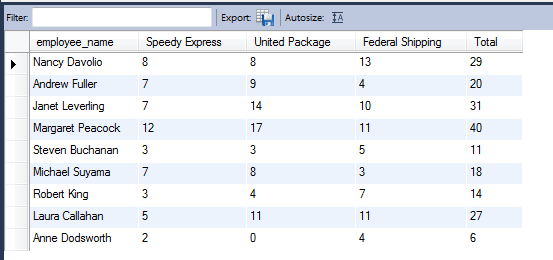 Filter: Export: Autosize:
employee_name Speedy Express United Package Federal Shipping Total
Nancy Davolio 8 8 13 29
Andrew Fuller 7 9 4 20
Janet Leverling 7 14 10 31
Margaret Peacock 12 17 11 40
Steven Buchanan 3 3 5 11
Michael Suyama 7 8 3 18
Robert King 3 4 7 14
Laura Callahan 5 11 11 27
Anne Dodsworth 2 0 4 6